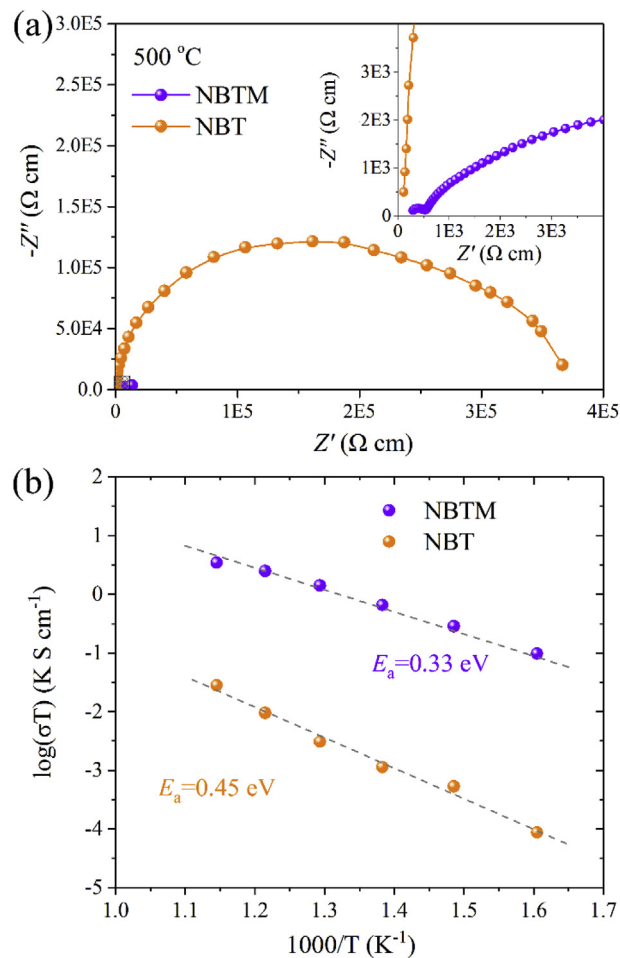 (a)
3.0E5
2.5E5
2.0E5
1.5E5
1.0E5
5.0E4
0.0
-Z″ (Ω cm)
500 °C
NBTM
NBT
3E3
2E3
1E3
0
-Z″ (Ω cm)
0 1E3 2E3 3E3
Z′ (Ω cm)
0 1E5 2E5 3E5 4E5
Z′ (Ω cm)
(b)
2
1
0
-1
-2
-3
-4
-5
log(σT) (K S cm⁻¹)
NBTM
NBT
Eₐ=0.33 eV
Eₐ=0.45 eV
1.0 1.1 1.2 1.3 1.4 1.5 1.6 1.7
1000/T (K⁻¹)